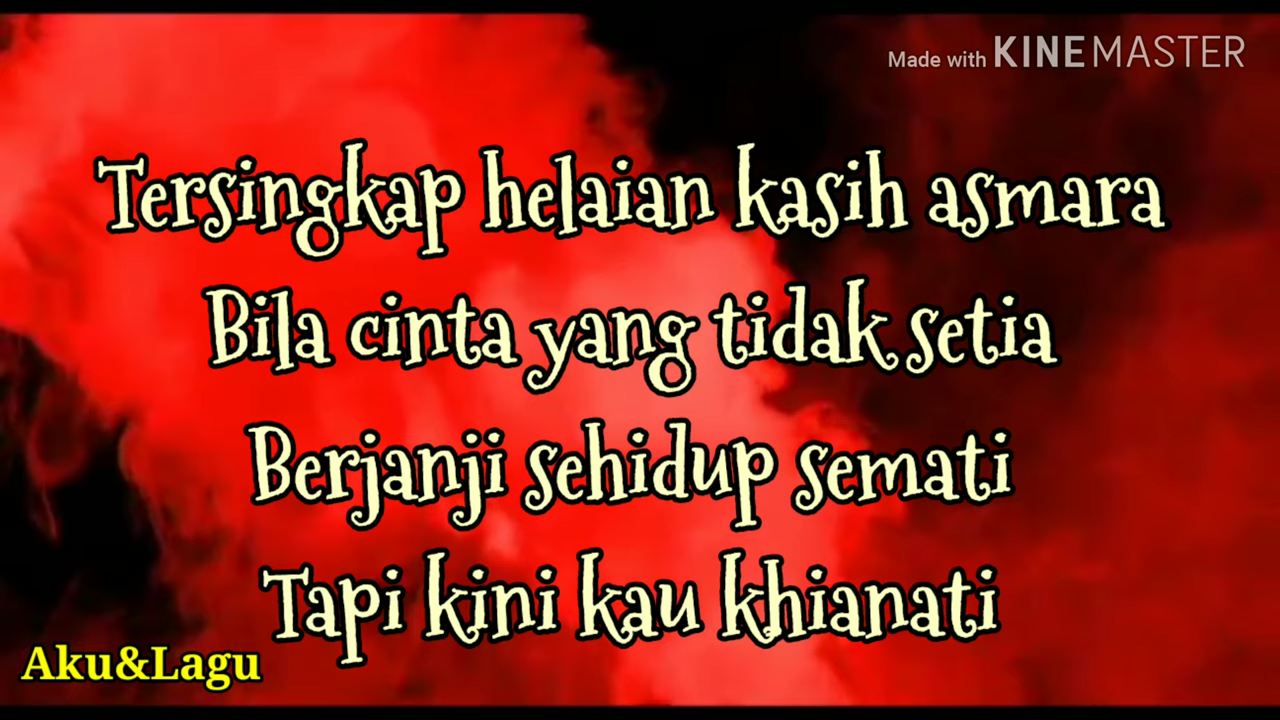 Made with KINEMASTER
Tersingkap helaian kasih asmara
Bila cinta yang tidak setia
Berjanji sehidup semati
Tapi kini kau khianati
Aku&Lagu